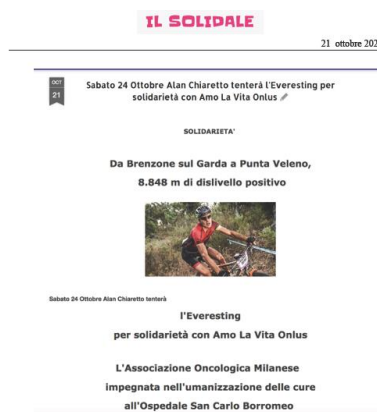 IL SOLIDALE
21 ottobre 202
OCT
21
Sabato 24 Ottobre Alan Chiaretto tenterà l'Everesting per
solidarietà con Amo La Vita Onlus
SOLIDARIETA'
Da Brenzone sul Garda a Punta Veleno,
8.848 m di dislivello positivo
Sabato 24 Ottobre Alan Chiaretto tenterà
l'Everesting
per solidarietà con Amo La Vita Onlus
L'Associazione Oncologica Milanese
impegnata nell'umanizzazione delle cure
all'Ospedale San Carlo Borromeo